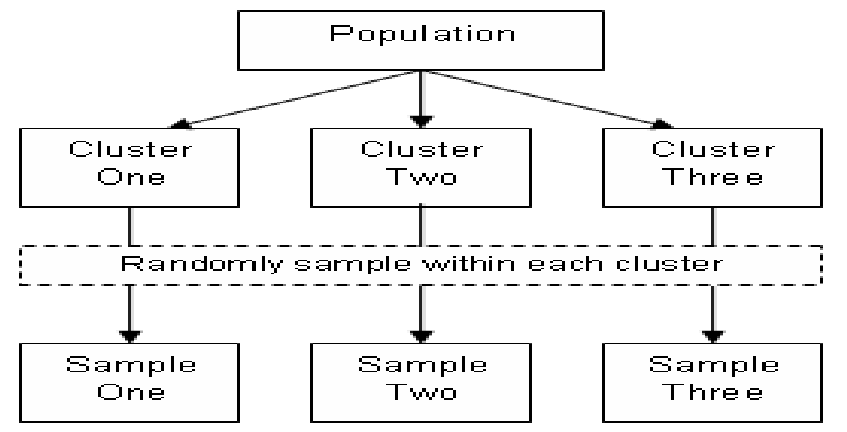 Population
Cluster
One
Cluster
Two
Cluster
Three
Randomly sample within each cluster
Sample
One
Sample
Two
Sample
Three